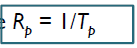 e Rₚ = 1/Tₚ